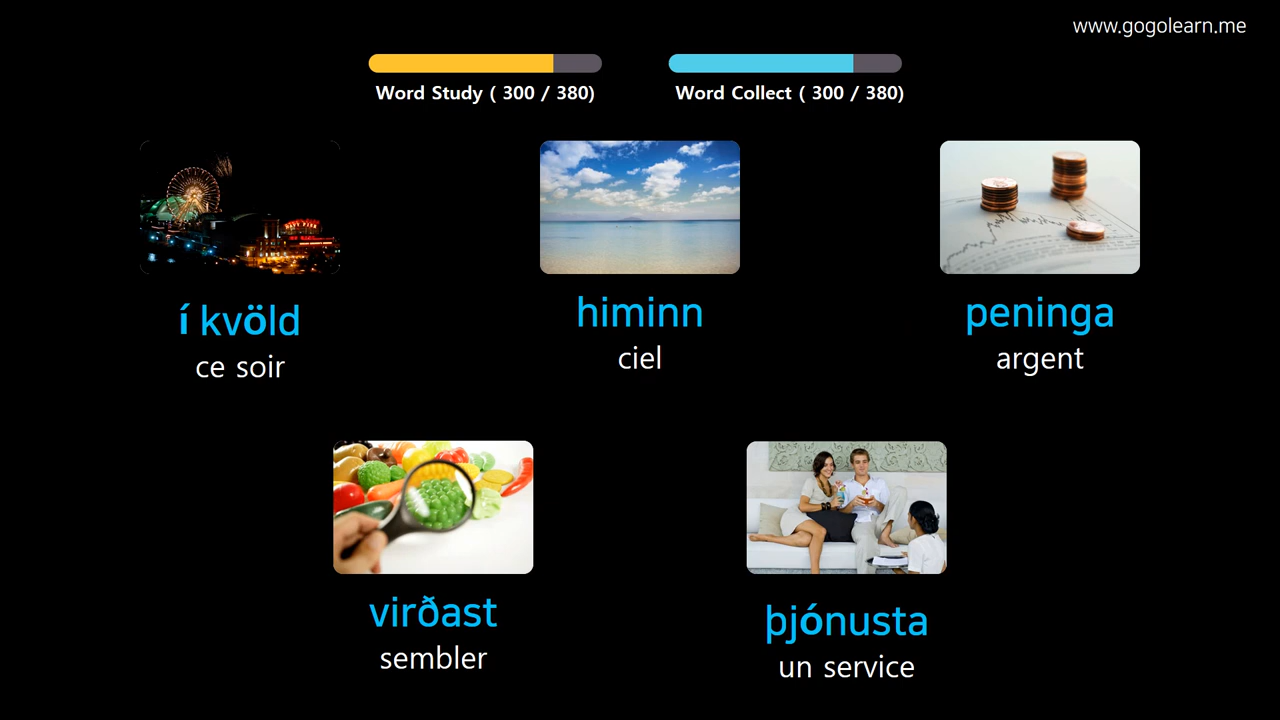 www.gogolearn.me
Word Study ( 300 / 380)
Word Collect ( 300 / 380)
í kvöld
ce soir
himinn
ciel
peninga
argent
virðast
sembler
þjónusta
un service